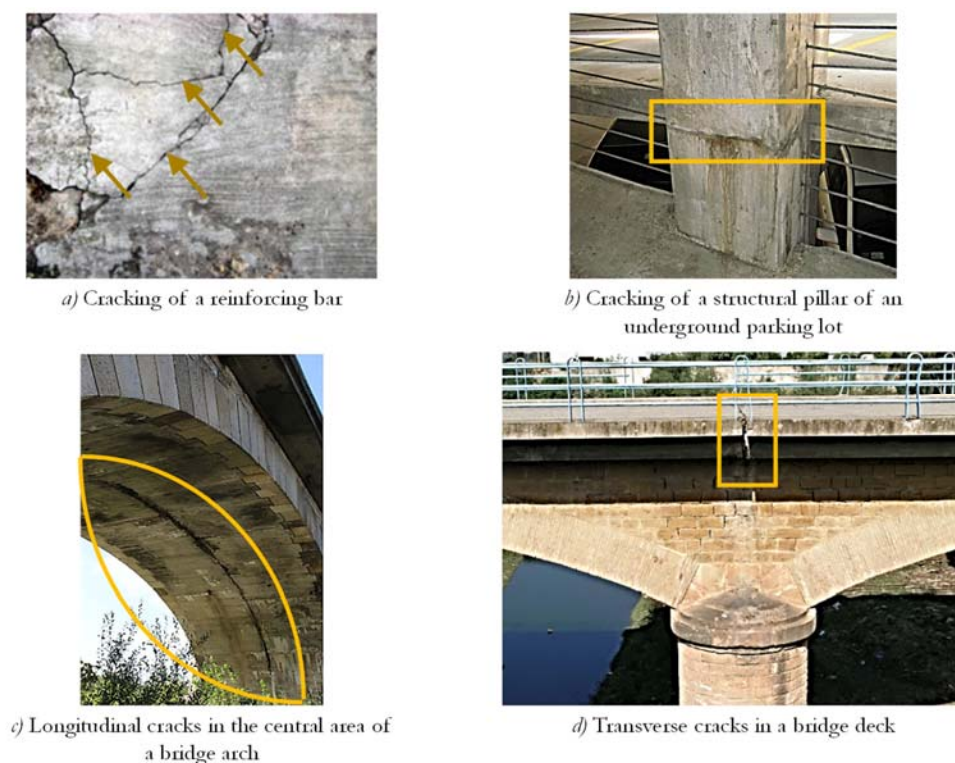 a) Cracking of a reinforcing bar
b) Cracking of a structural pillar of an
underground parking lot
c) Longitudinal cracks in the central area of
a bridge arch
d) Transverse cracks in a bridge deck